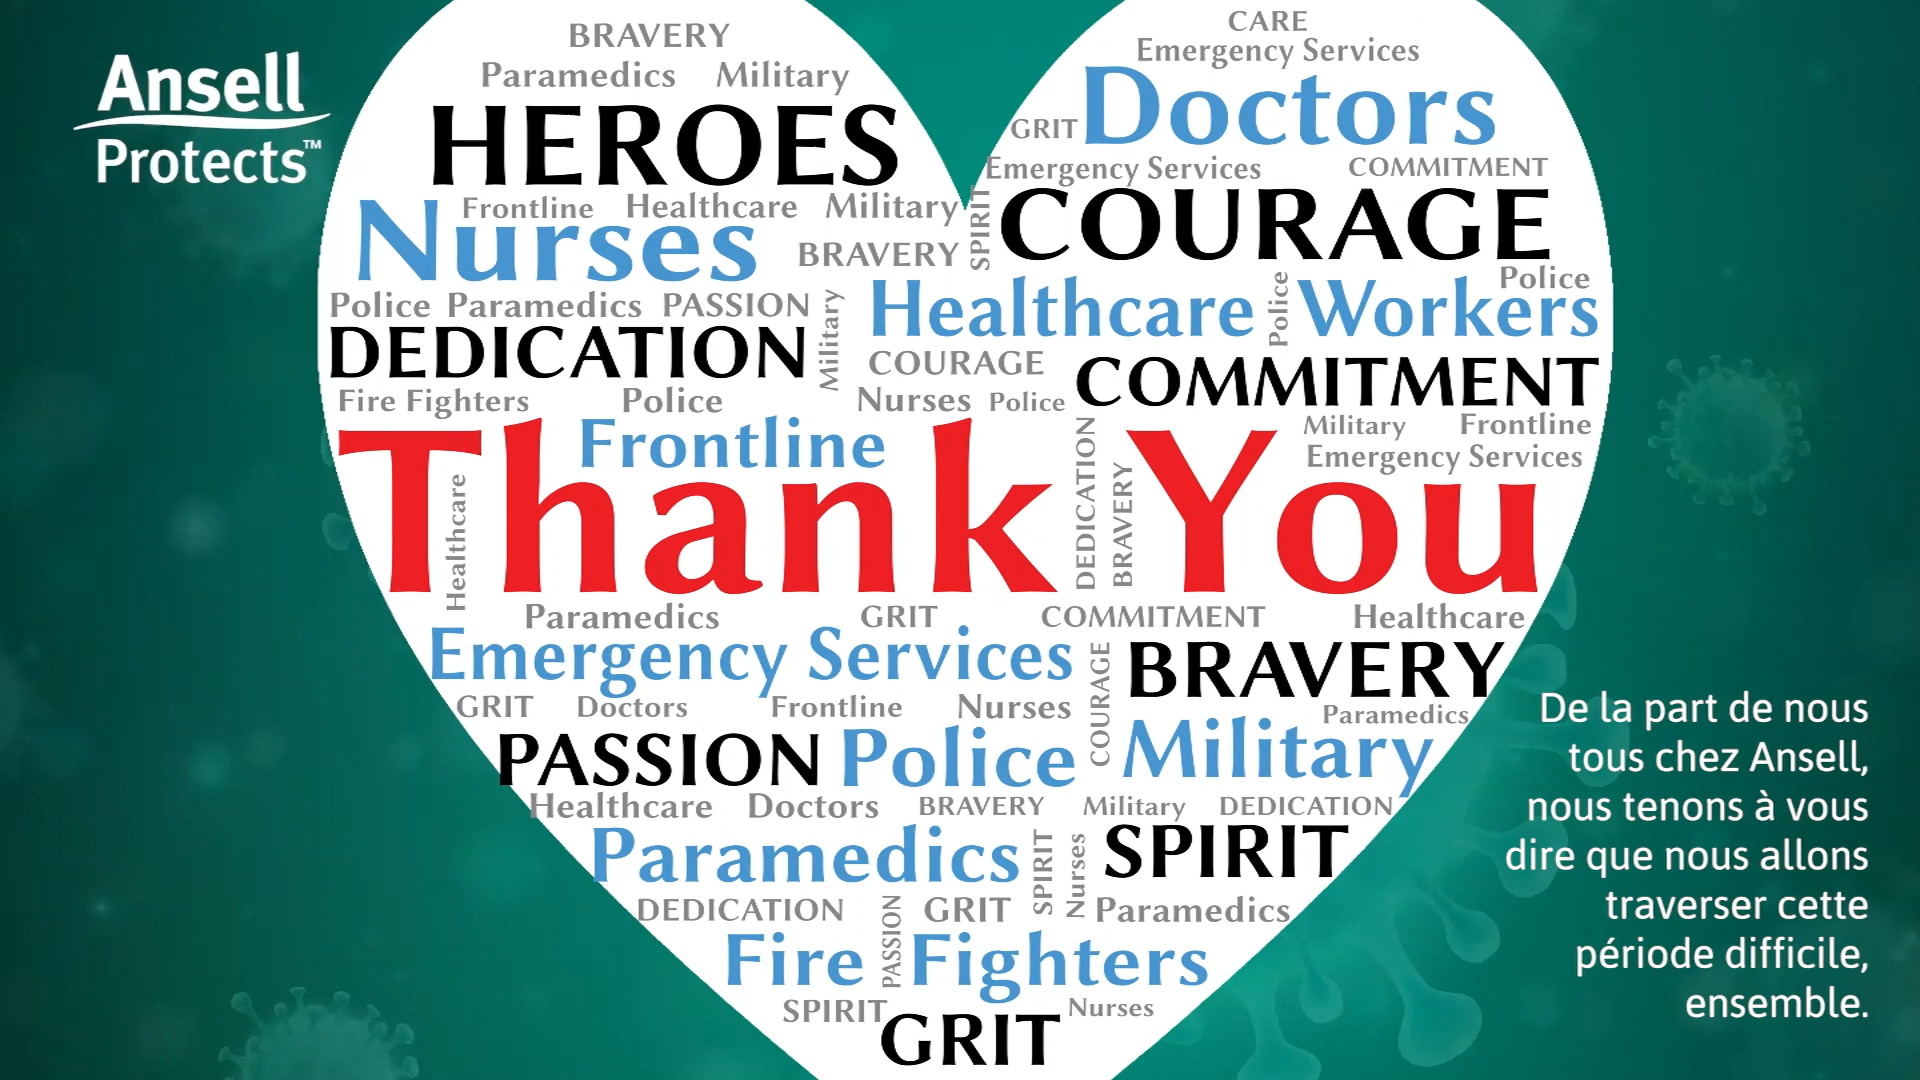 Ansell
Protects™
BRAVERY
Paramedics Military
HEROES
CARE
Emergency Services
GRIT Doctors
Emergency Services COMMITMENT
SPIRIT COURAGE
Frontline Healthcare Military
Nurses BRAVERY
Police
Police Paramedics PASSION
Military Healthcare Police Workers
DEDICATION
COURAGE COMMITMENT
Fire Fighters Police Nurses Police
Military Frontline
Frontline
Emergency Services
Thank You
Healthcare
DEDICATION
BRAVERY
Paramedics GRIT COMMITMENT Healthcare
Emergency Services COURAGE BRAVERY
GRIT Doctors Frontline Nurses Paramedics
PASSION Police Military
Healthcare Doctors BRAVERY Military DEDICATION
Paramedics SPIRIT Nurses SPIRIT
DEDICATION PASSION GRIT Paramedics
Fire Fighters
SPIRIT Nurses
GRIT
De la part de nous
tous chez Ansell,
nous tenons à vous
dire que nous allons
traverser cette
période difficile,
ensemble.